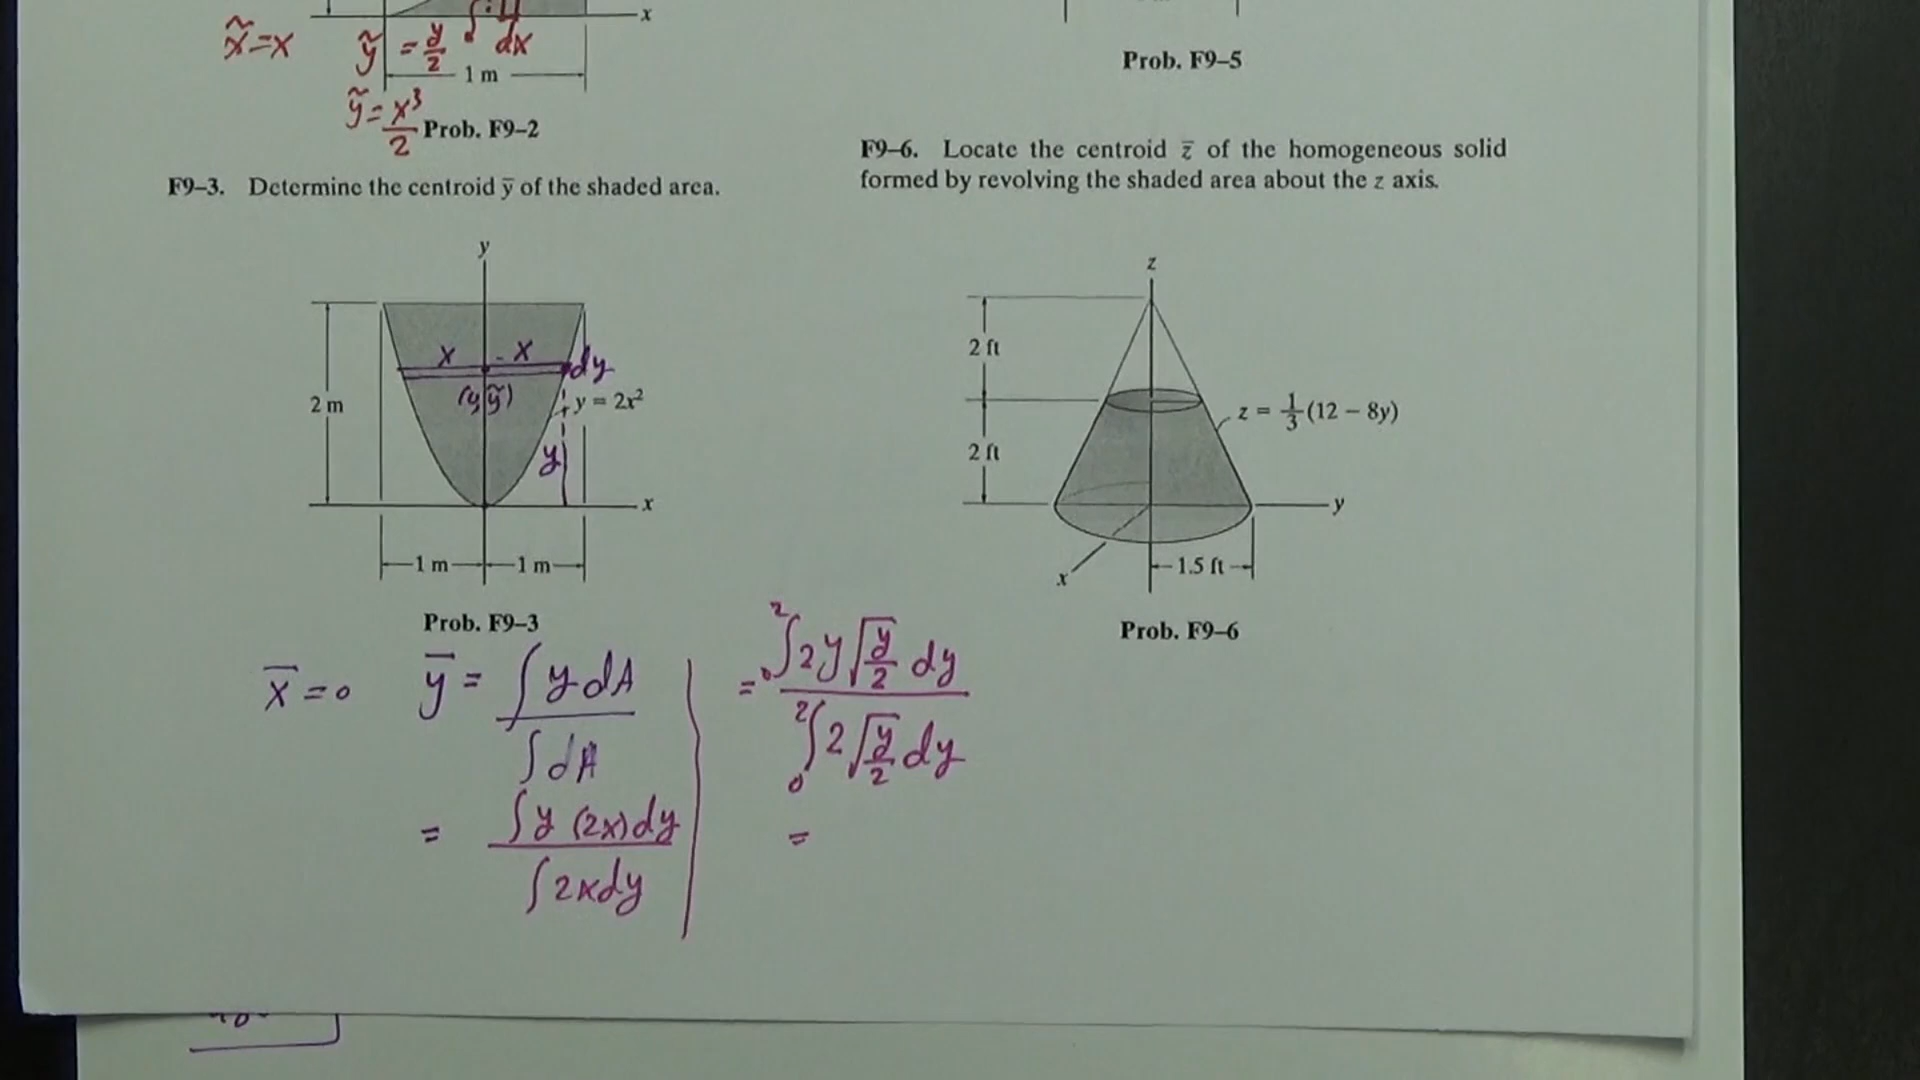 x
x̃ = x
ỹ = y/2
dx
1 m
ỹ = x³/2
Prob. F9–2
F9–3. Determine the centroid ȳ of the shaded area.
y
x
x
dy
2 m
y = 2x²
y
x
1 m
1 m
Prob. F9–3
x̄ = 0
ȳ = ∫ y dA / ∫ dA
= ∫ y (2x) dy / ∫ 2x dy
= ∫₀² 2y √(y/2) dy / ∫₀² 2 √(y/2) dy
=
Prob. F9–5
F9–6. Locate the centroid z̄ of the homogeneous solid
formed by revolving the shaded area about the z axis.
z
2 ft
z = 1/3 (12 – 8y)
2 ft
y
1.5 ft
x
Prob. F9–6